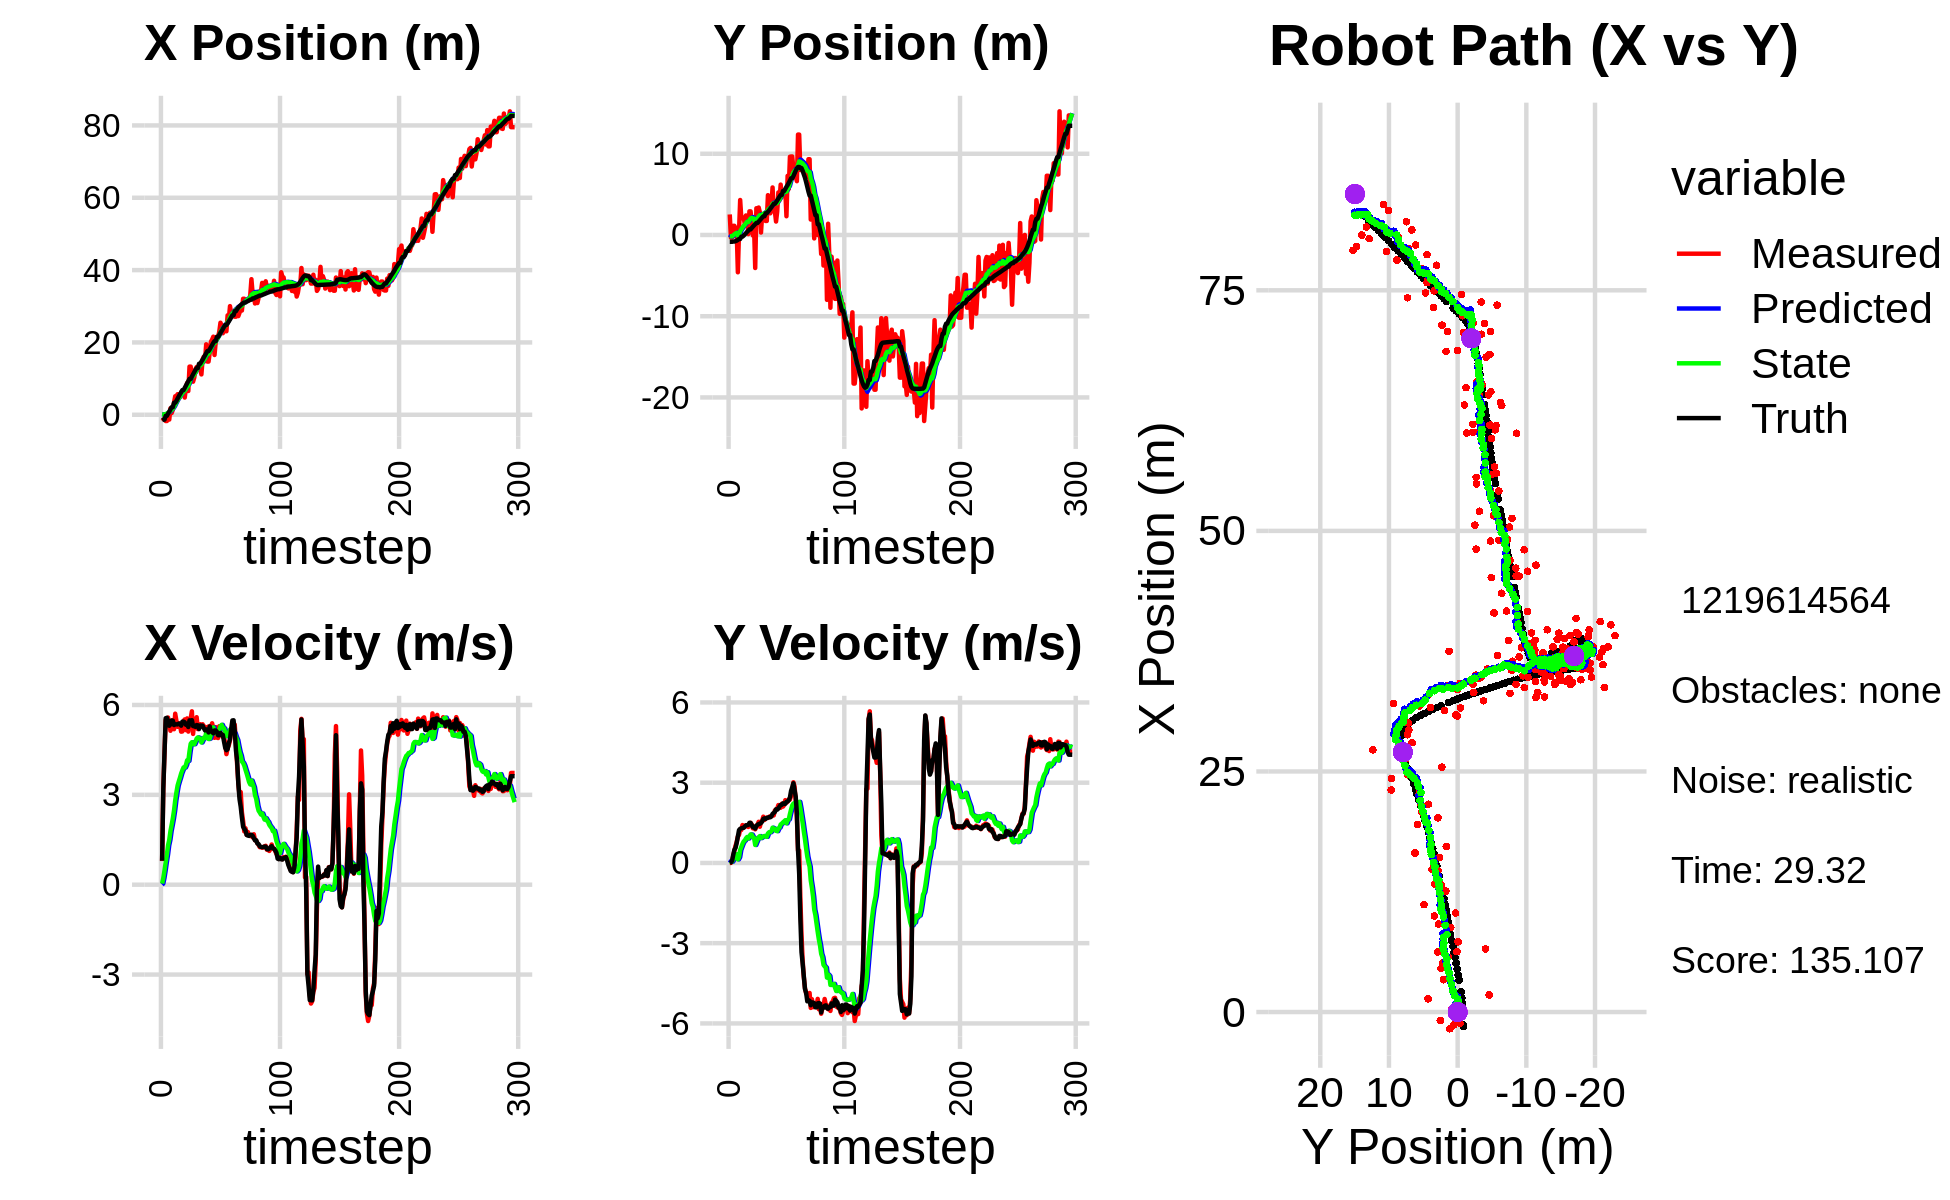 X Position (m)
80
60
40
20
0
0
100
200
300
timestep
Y Position (m)
10
0
-10
-20
0
100
200
300
timestep
X Velocity (m/s)
6
3
0
-3
0
100
200
300
timestep
Y Velocity (m/s)
6
3
0
-3
-6
0
100
200
300
timestep
Robot Path (X vs Y)
X Position (m)
75
50
25
0
20 10 0 -10 -20
Y Position (m)
variable
Measured
Predicted
State
Truth
1219614564
Obstacles: none
Noise: realistic
Time: 29.32
Score: 135.107